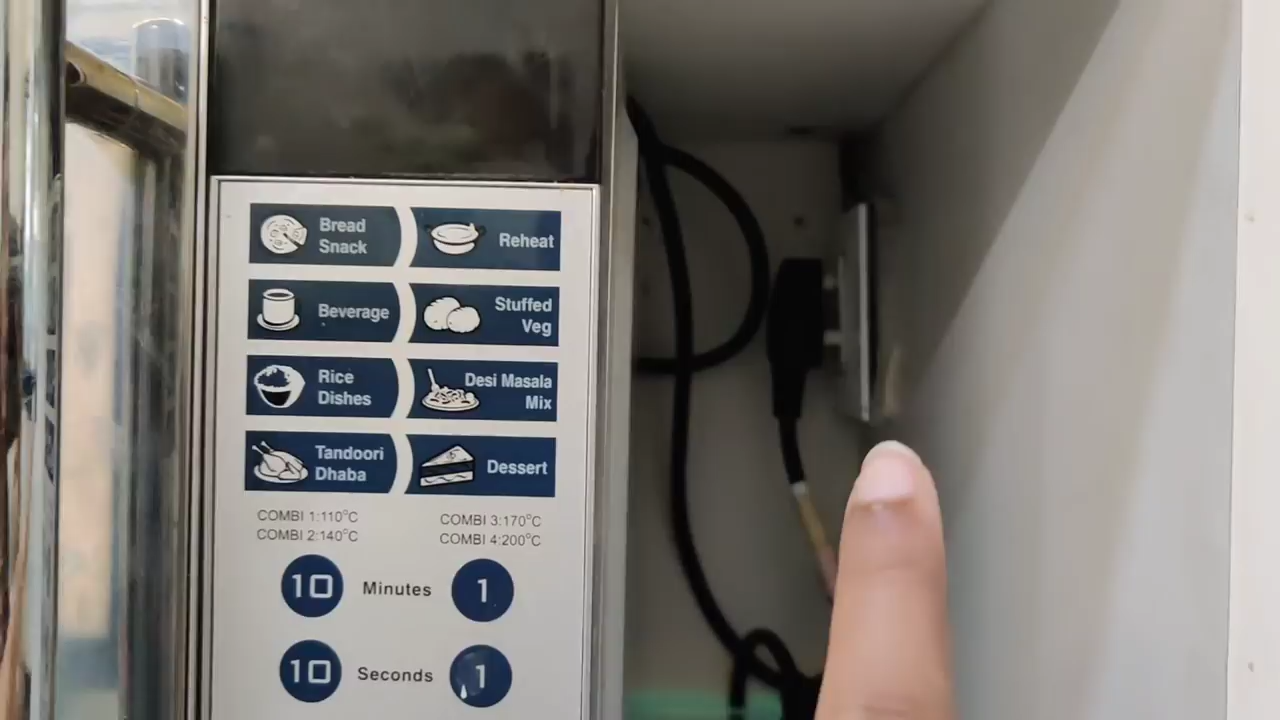 Bread
Snack
Reheat
Beverage
Stuffed
Veg
Rice
Dishes
Desi Masala
Mix
Tandoori
Dhaba
Dessert
COMBI 1:110°C
COMBI 3:170°C
COMBI 2:140°C
COMBI 4:200°C
10 Minutes 1
10 Seconds 1